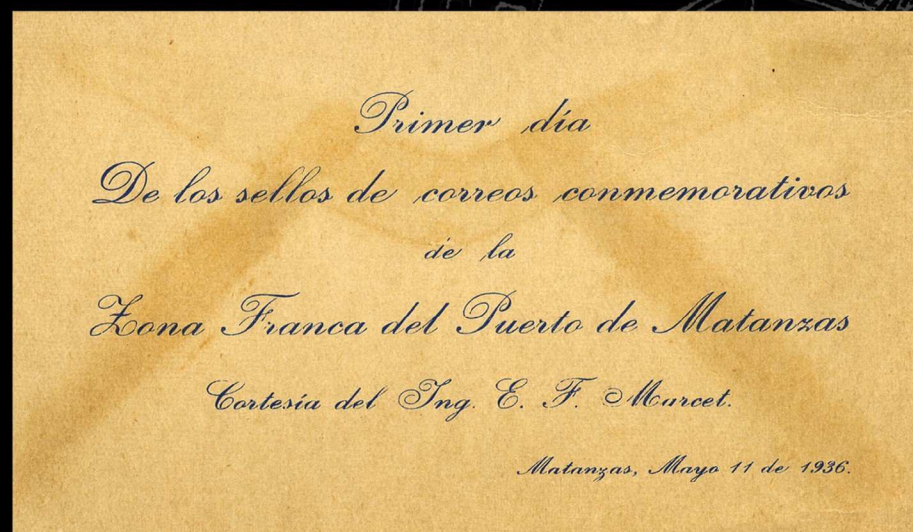 Primer día
De los sellos de correos conmemorativos
de la
Zona Franca del Puerto de Matanzas
Cortesía del Ing. E. F. Murcet.
Matanzas, Mayo 11 de 1936.